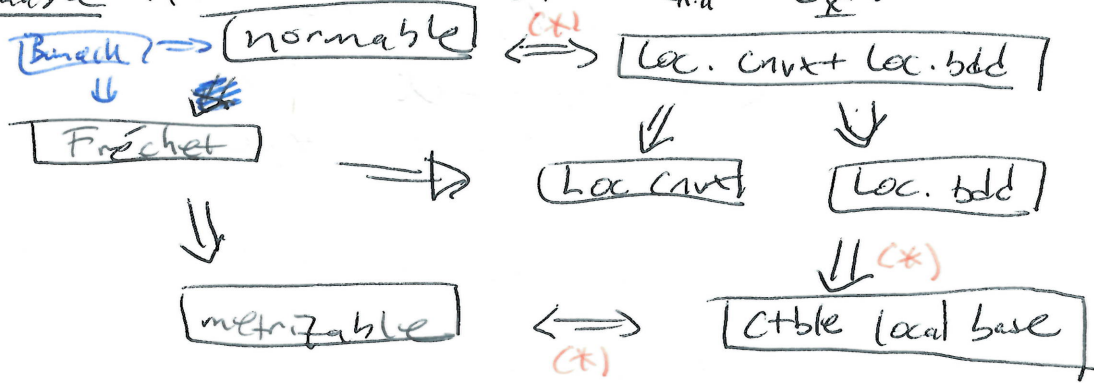 Banach ⇒ normable ⇔ (*) loc. cnvx + loc. bdd
⇓ ⇙ ⇓
Fréchet ⇒ Loc cnvx Loc. bdd
⇓ ⇓ (*)
metrizable ⇔ (*) ctble local base